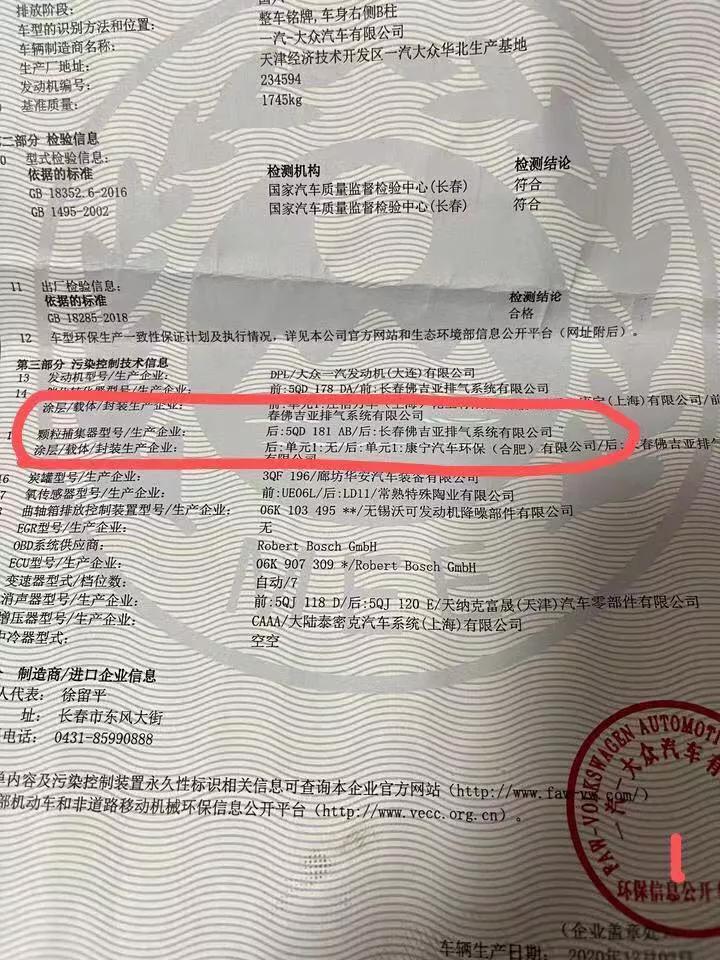 排放阶段:
车型的识别方法和位置: 整车铭牌,车身右侧B柱
车辆制造商名称: 一汽-大众汽车有限公司
生产厂地址: 天津经济技术开发区一汽大众华北生产基地
发动机编号: 234594
基准质量: 1745kg
二部分 检验信息
0 型式检验信息:
依据的标准 检测机构 检测结论
GB 18352.6-2016 国家汽车质量监督检验中心(长春) 符合
GB 1495-2002 国家汽车质量监督检验中心(长春) 符合
11 出厂检验信息:
依据的标准 检测结论
GB 18285-2018 合格
12 车型环保生产一致性保证计划及执行情况，详见本公司官方网站和生态环境部信息公开平台（网址附后）。
第三部分 污染控制技术信息
13 发动机型号/生产企业: DPL/大众一汽发动机(大连)有限公司
14 型号/生产企业: 前:5QD 178 DA/前:长春佛吉亚排气系统有限公司
涂层/载体/封装生产企业: (上海)有限公司/前
春佛吉亚排气系统有限公司
1 颗粒捕集器型号/生产企业: 后:5QD 181 AB/后:长春佛吉亚排气系统有限公司
涂层/载体/封装生产企业: 后:单元1:无/后:单元1:康宁汽车环保（合肥）有限公司/后:长春佛吉亚排气
有限公司
16 炭罐型号/生产企业: 3QF 196/廊坊华安汽车装备有限公司
17 氧传感器型号/生产企业: 前:UE06L/后:LD11/常熟特殊陶业有限公司
8 曲轴箱排放控制装置型号/生产企业: 06K 103 495 **/无锡沃可发动机降噪部件有限公司
EGR型号/生产企业: 无
OBD系统供应商: Robert Bosch GmbH
ECU型号/生产企业: 06K 907 309 */Robert Bosch GmbH
变速器型式/档位数: 自动/7
消声器型号/生产企业: 前:5QJ 118 D/后:5QJ 120 E/天纳克富晟(天津)汽车零部件有限公司
增压器型号/生产企业: CAAA/大陆泰密克汽车系统(上海)有限公司
中冷器型式: 空空
制造商/进口企业信息
人代表: 徐留平
址: 长春市东风大街
电话: 0431-85990888
单内容及污染控制装置永久性标识相关信息可查询本企业官方网站（http://www.faw-vw.com/）
部机动车和非道路移动机械环保信息公开平台（http://www.vecc.org.cn）。
FAW-VOLKSWAGEN AUTOMOTI
一汽-大众汽车有
(企业盖章处)
车辆生产日期: